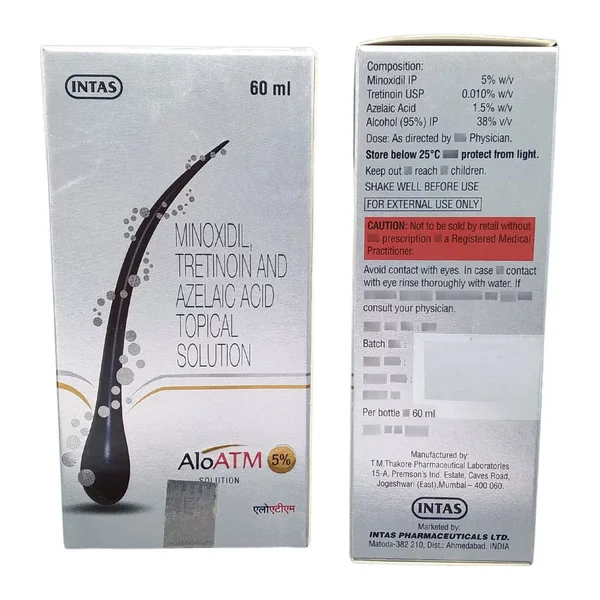 INTAS
60 ml
MINOXIDIL,
TRETINOIN AND
AZELAIC ACID
TOPICAL
SOLUTION
AloATM 5%
SOLUTION
एलोएटीएम
Composition:
Minoxidil IP 5% w/v
Tretinoin USP 0.010% w/v
Azelaic Acid 1.5% w/v
Alcohol (95%) IP 38% v/v
Dose: As directed by Physician.
Store below 25°C protect from light.
Keep out reach children.
SHAKE WELL BEFORE USE
FOR EXTERNAL USE ONLY
CAUTION: Not to be sold by retail without
prescription a Registered Medical
Practitioner.
Avoid contact with eyes. In case contact
with eye rinse thoroughly with water. If
consult your physician.
Batch
Per bottle 60 ml
Manufactured by:
T.M.Thakore Pharmaceutical Laboratories
15-A, Premson's Ind. Estate, Caves Road,
Jogeshwari (East),Mumbai – 400 060.
INTAS
Marketed by:
INTAS PHARMACEUTICALS LTD.
Matoda-382 210, Dist.: Ahmedabad. INDIA